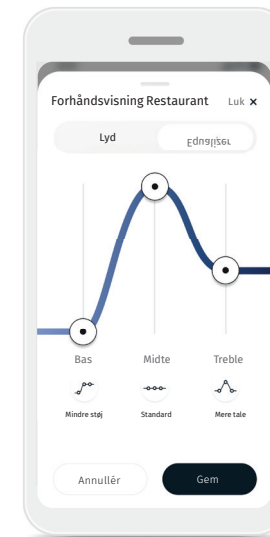 Forhåndsvisning Restaurant Luk ×
Lyd Equalizer
Bas Midte Treble
Mindre støj Standard Mere tale
Annullér Gem